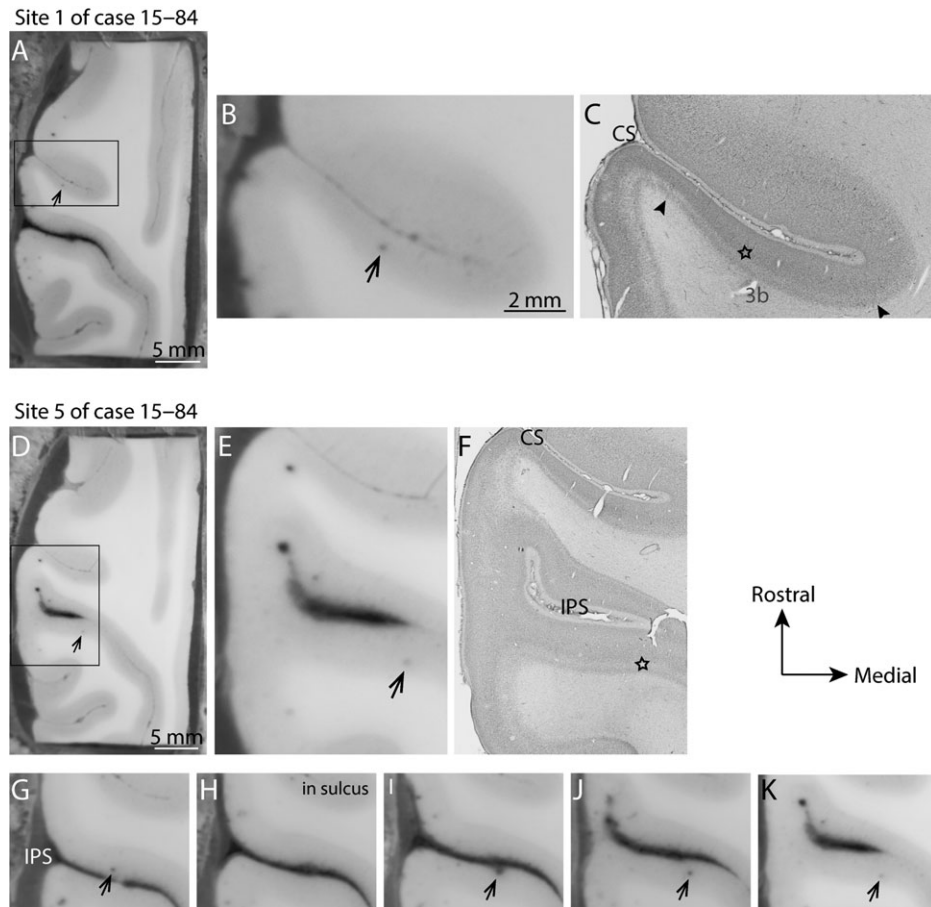 Site 1 of case 15–84
A
B
C
CS
3b
2 mm
5 mm
Site 5 of case 15–84
D
E
F
CS
IPS
5 mm
Rostral
Medial
G
H
in sulcus
I
J
K
IPS